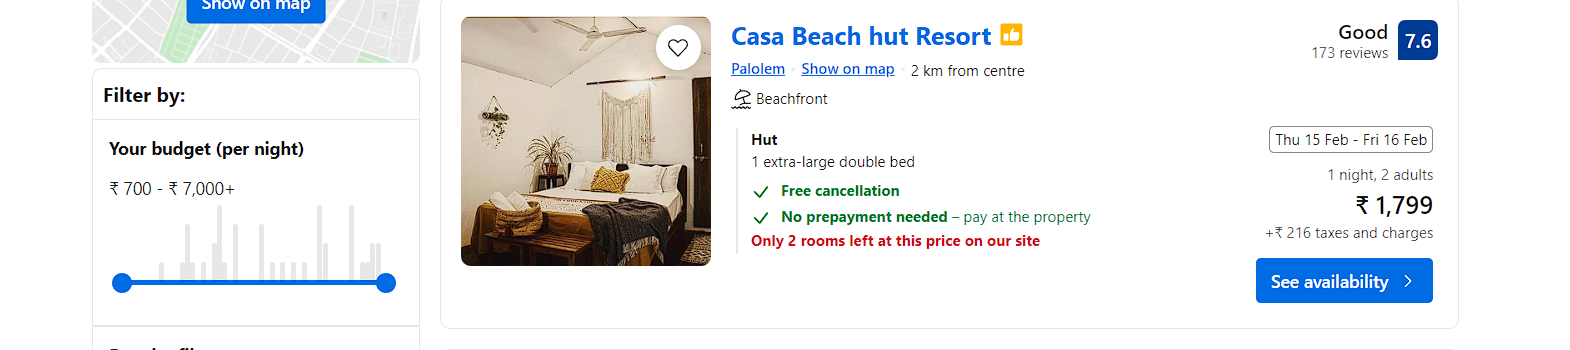 Show on map
Filter by:
Your budget (per night)
₹ 700 - ₹ 7,000+
Casa Beach hut Resort
Palolem · Show on map · 2 km from centre
Beachfront
Hut
1 extra-large double bed
Free cancellation
No prepayment needed – pay at the property
Only 2 rooms left at this price on our site
Good
173 reviews
7.6
Thu 15 Feb - Fri 16 Feb
1 night, 2 adults
₹ 1,799
+₹ 216 taxes and charges
See availability